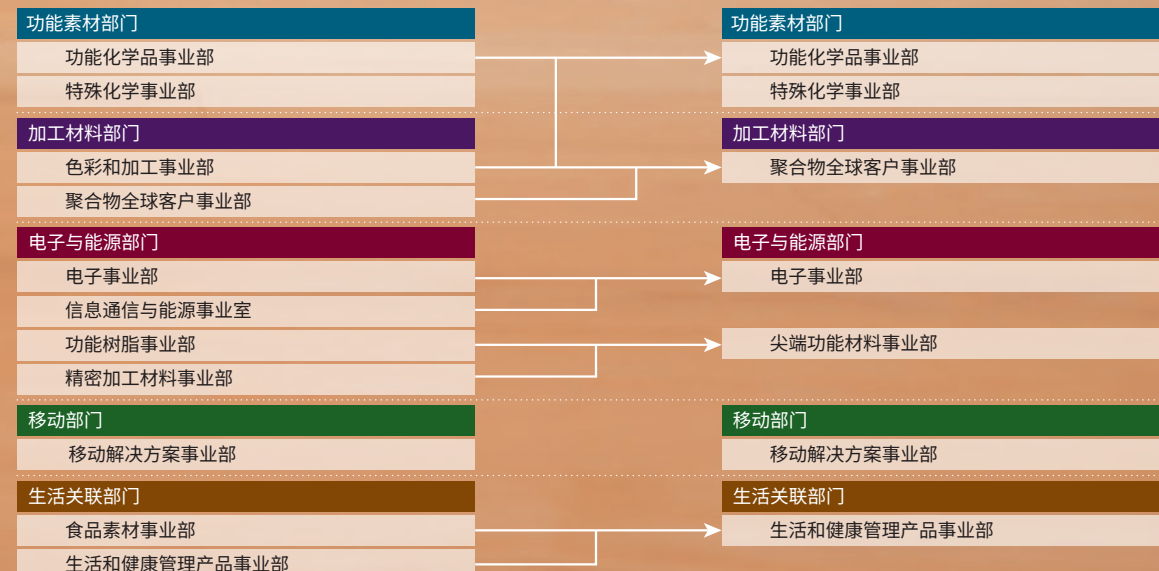 功能素材部门
功能化学品事业部
特殊化学事业部
加工材料部门
色彩和加工事业部
聚合物全球客户事业部
电子与能源部门
电子事业部
信息通信与能源事业室
功能树脂事业部
精密加工材料事业部
移动部门
移动解决方案事业部
生活关联部门
食品素材事业部
生活和健康管理产品事业部
功能素材部门
功能化学品事业部
特殊化学事业部
加工材料部门
聚合物全球客户事业部
电子与能源部门
电子事业部
尖端功能材料事业部
移动部门
移动解决方案事业部
生活关联部门
生活和健康管理产品事业部